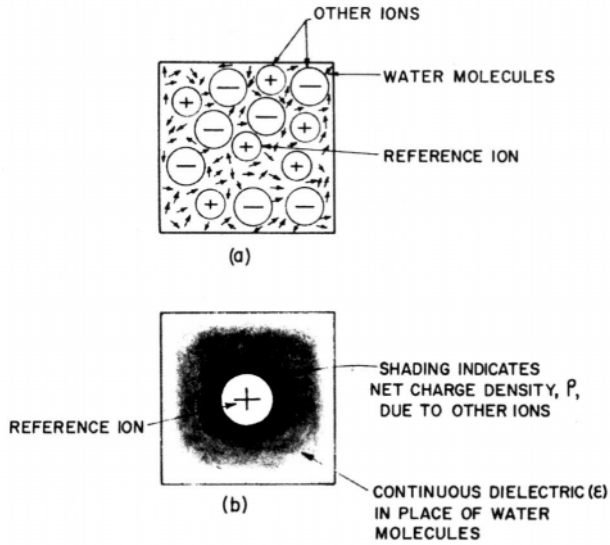 OTHER IONS
WATER MOLECULES
REFERENCE ION
(a)
SHADING INDICATES
NET CHARGE DENSITY, ρ,
DUE TO OTHER IONS
REFERENCE ION
(b)
CONTINUOUS DIELECTRIC (ε)
IN PLACE OF WATER
MOLECULES